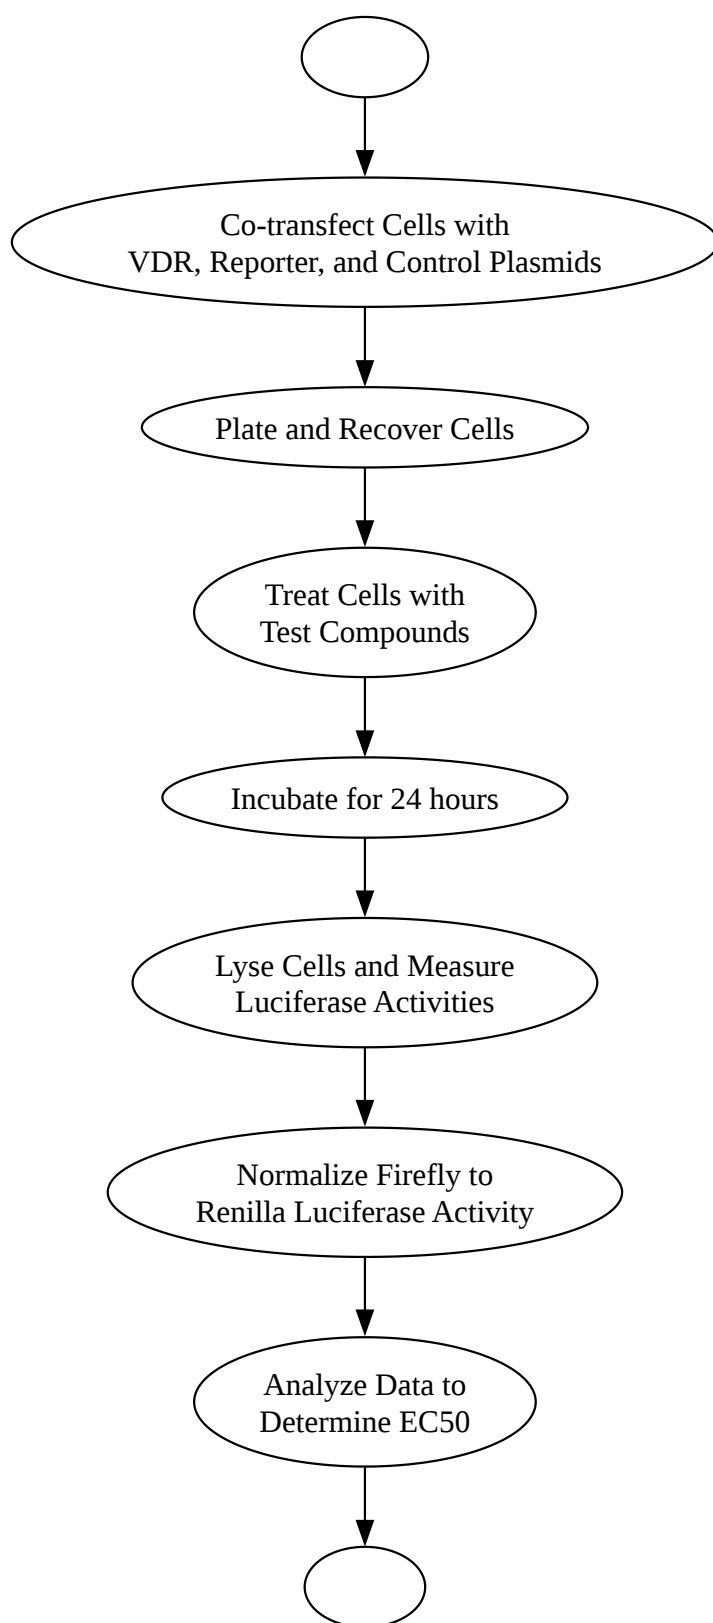 Co-transfect Cells with
VDR, Reporter, and Control Plasmids
Plate and Recover Cells
Treat Cells with
Test Compounds
Incubate for 24 hours
Lyse Cells and Measure
Luciferase Activities
Normalize Firefly to
Renilla Luciferase Activity
Analyze Data to
Determine EC50